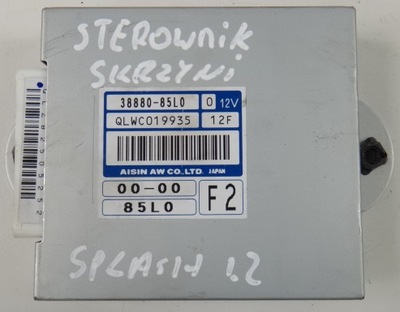 STEROWNIK
SKRZYNI
38880-85L0 0 12V
QLWC019935 12F
AISIN AW CO., LTD. JAPAN
00-00
85L0 F2
SPLASH 1.2